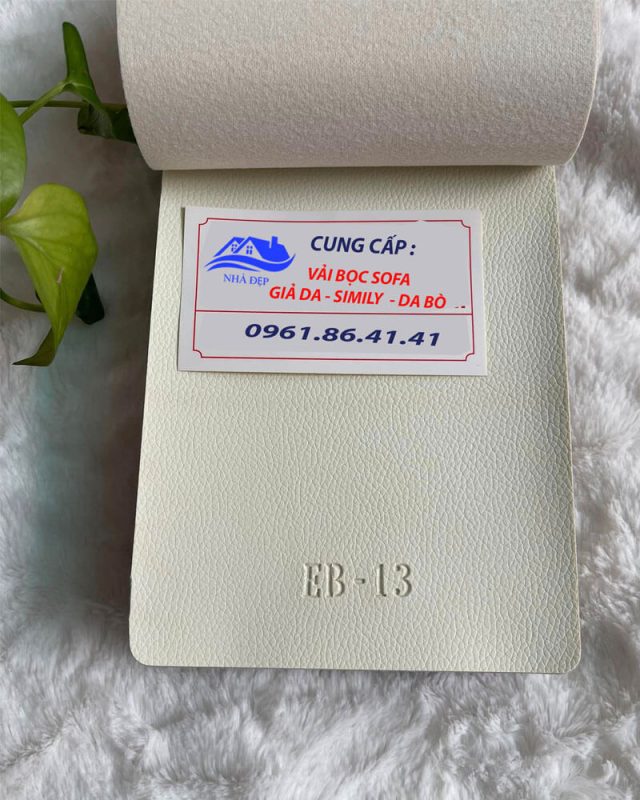 CUNG CẤP :
NHÀ ĐẸP
VẢI BỌC SOFA
GIẢ DA - SIMILY - DA BÒ
0961.86.41.41
EB - 13